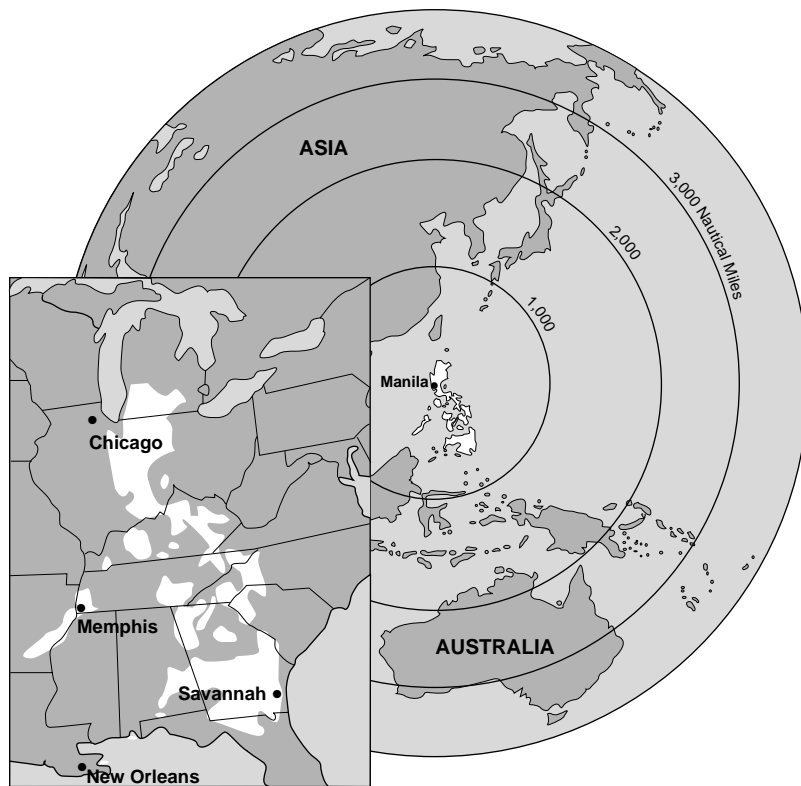 ASIA
3,000 Nautical Miles
2,000
1,000
Manila
Chicago
Memphis
AUSTRALIA
Savannah
New Orleans